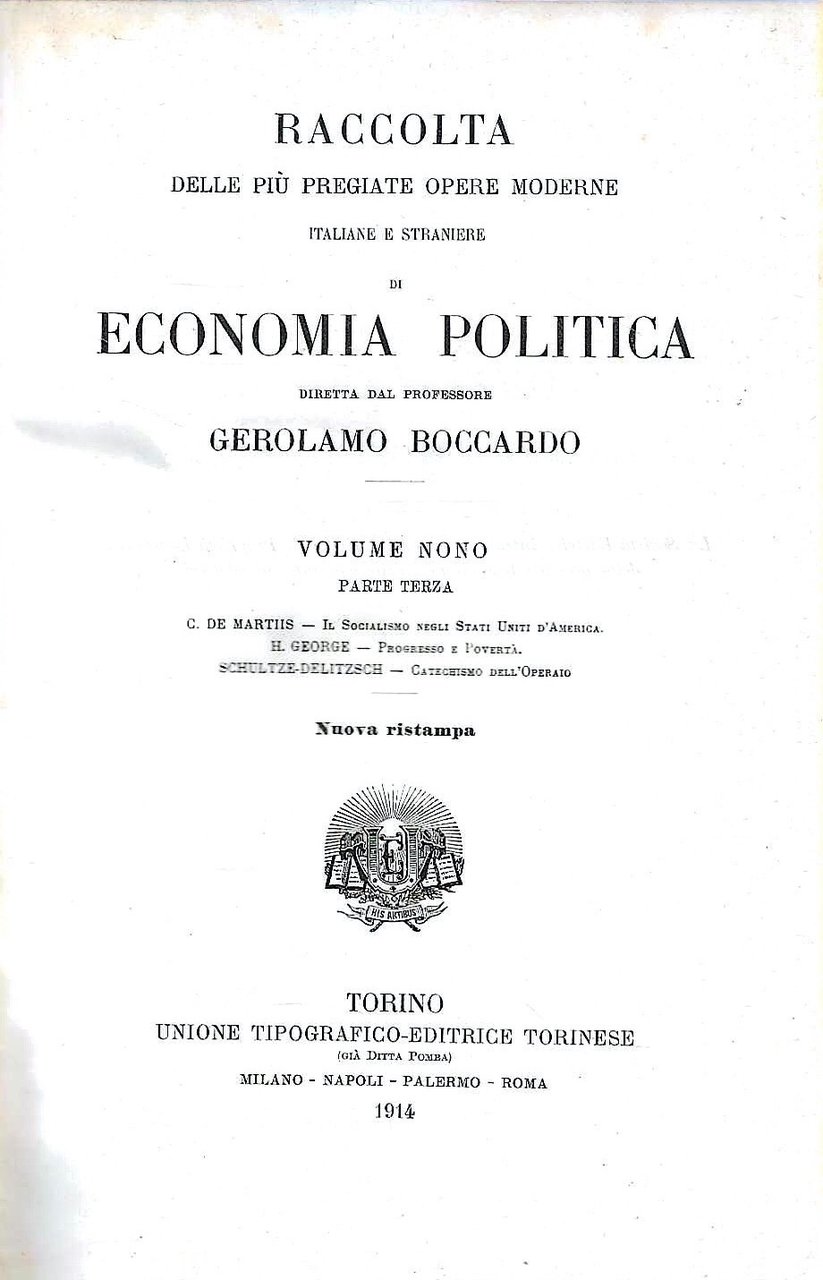 RACCOLTA
DELLE PIÙ PREGIATE OPERE MODERNE
ITALIANE E STRANIERE
DI
ECONOMIA POLITICA
DIRETTA DAL PROFESSORE
GEROLAMO BOCCARDO
VOLUME NONO
PARTE TERZA
C. DE MARTIIS — IL SOCIALISMO NEGLI STATI UNITI D'AMERICA.
H. GEORGE — PROGRESSO E POVERTÀ.
SCHULTZE-DELITZSCH — CATECHISMO DELL'OPERAIO
Nuova ristampa
HIS ARTIBUS
TORINO
UNIONE TIPOGRAFICO-EDITRICE TORINESE
(GIÀ DITTA POMBA)
MILANO - NAPOLI - PALERMO - ROMA
1914